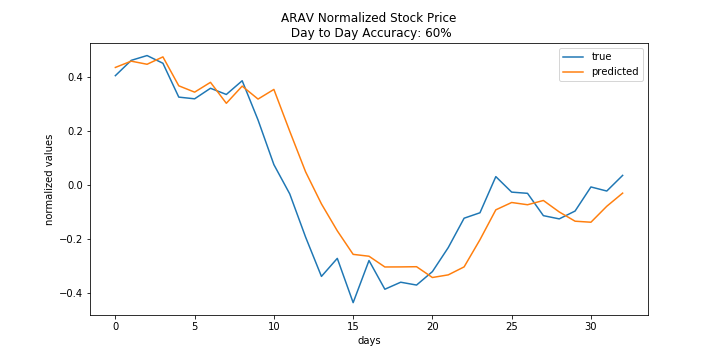 ARAV Normalized Stock Price
Day to Day Accuracy: 60%
true
predicted
normalized values
0.4
0.2
0.0
−0.2
−0.4
0
5
10
15
20
25
30
days